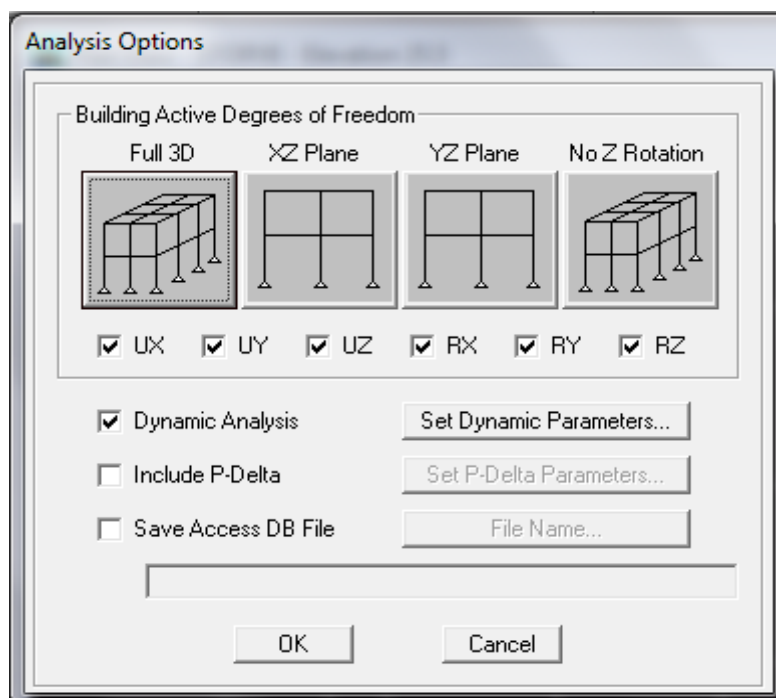 Analysis Options
Building Active Degrees of Freedom
Full 3D XZ Plane YZ Plane No Z Rotation
UX UY UZ RX RY RZ
Dynamic Analysis Set Dynamic Parameters...
Include P-Delta Set P-Delta Parameters...
Save Access DB File File Name...
OK Cancel